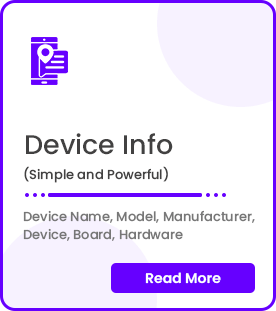 Device Info
(Simple and Powerful)
Device Name, Model, Manufacturer,
Device, Board, Hardware
Read More